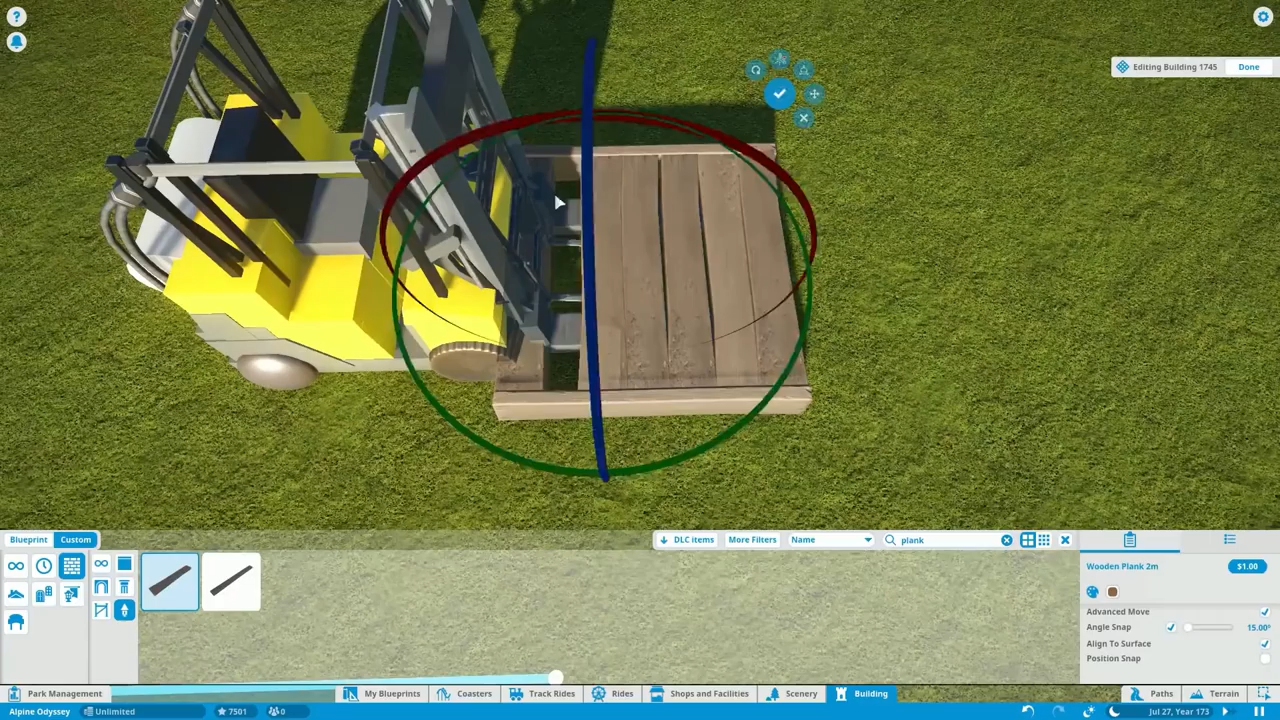 ?
Editing Building 1745 Done
Blueprint Custom
DLC items More Filters Name plank
Wooden Plank 2m $1.00
Advanced Move
Angle Snap 15.00°
Align To Surface
Position Snap
Park Management My Blueprints Coasters Track Rides Rides Shops and Facilities Scenery Building Paths Terrain
Alpine Odyssey Unlimited 7501 0 Jul 27, Year 173